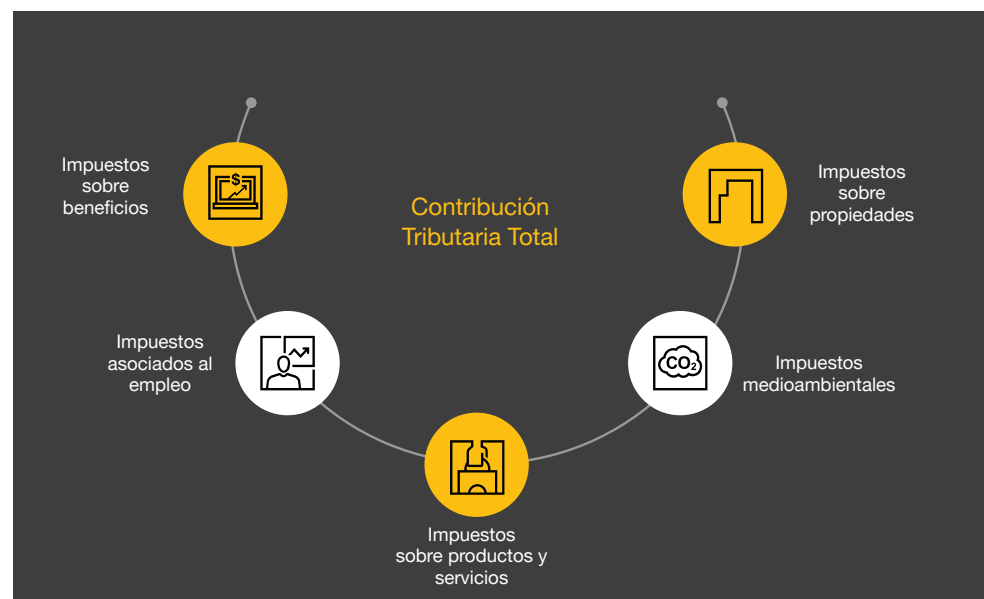 Contribución
Tributaria Total
Impuestos
sobre
beneficios
$
Impuestos
asociados al
empleo
Impuestos
sobre productos y
servicios
CO₂
Impuestos
medioambientales
Impuestos
sobre
propiedades